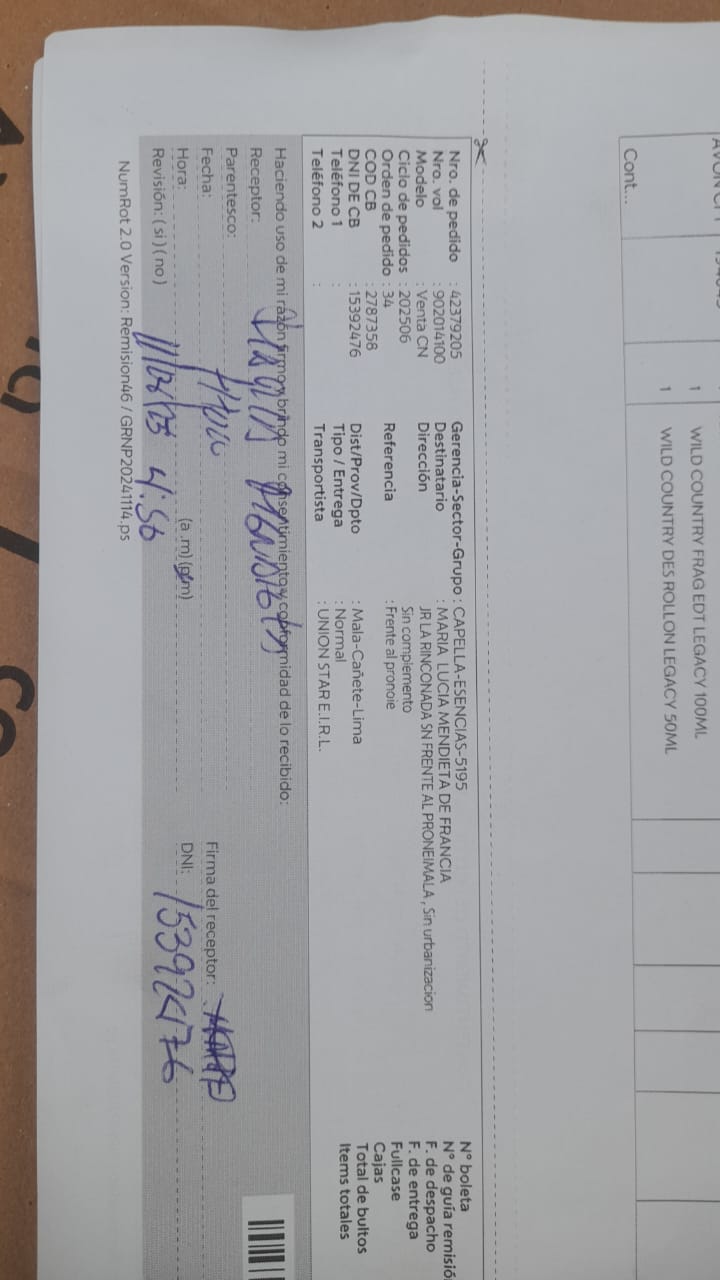 Cont...
1 WILD COUNTRY FRAG EDT LEGACY 100ML
1 WILD COUNTRY DES ROLLON LEGACY 50ML
Nro. de pedido : 42379205
Nro. vol : 902014100
Modelo : Venta CN
Ciclo de pedidos : 202506
Orden de pedido : 34
COD CB : 2787358
DNI DE CB : 15392476
Teléfono 1 :
Teléfono 2 :
Gerencia-Sector-Grupo : CAPELLA-ESENCIAS-5195
Destinatario : MARIA LUCIA MENDIETA DE FRANCIA
Dirección : JR LA RINCONADA SN FRENTE AL PRONEIMALA , Sin urbanizacion
Sin complemento
Referencia : Frente al pronoie
Dist/Prov/Dpto : Mala-Cañete-Lima
Tipo / Entrega : Normal
Transportista : UNION STAR E.I.R.L.
N° boleta
N° de guía remisió
F. de despacho
F. de entrega
Fullcase
Cajas
Total de bultos
Items totales
Haciendo uso de mi razón firmo y brindo mi consentimiento y conformidad de lo recibido:
Receptor:
Parentesco:
Fecha:
Hora: (a.m) (p.m)
Revisión: ( si ) ( no ) 11/04/25 4:56
Firma del receptor:
DNI: 15392476
NumRot 2.0 Version: Remision46 / GRNP20241114.ps